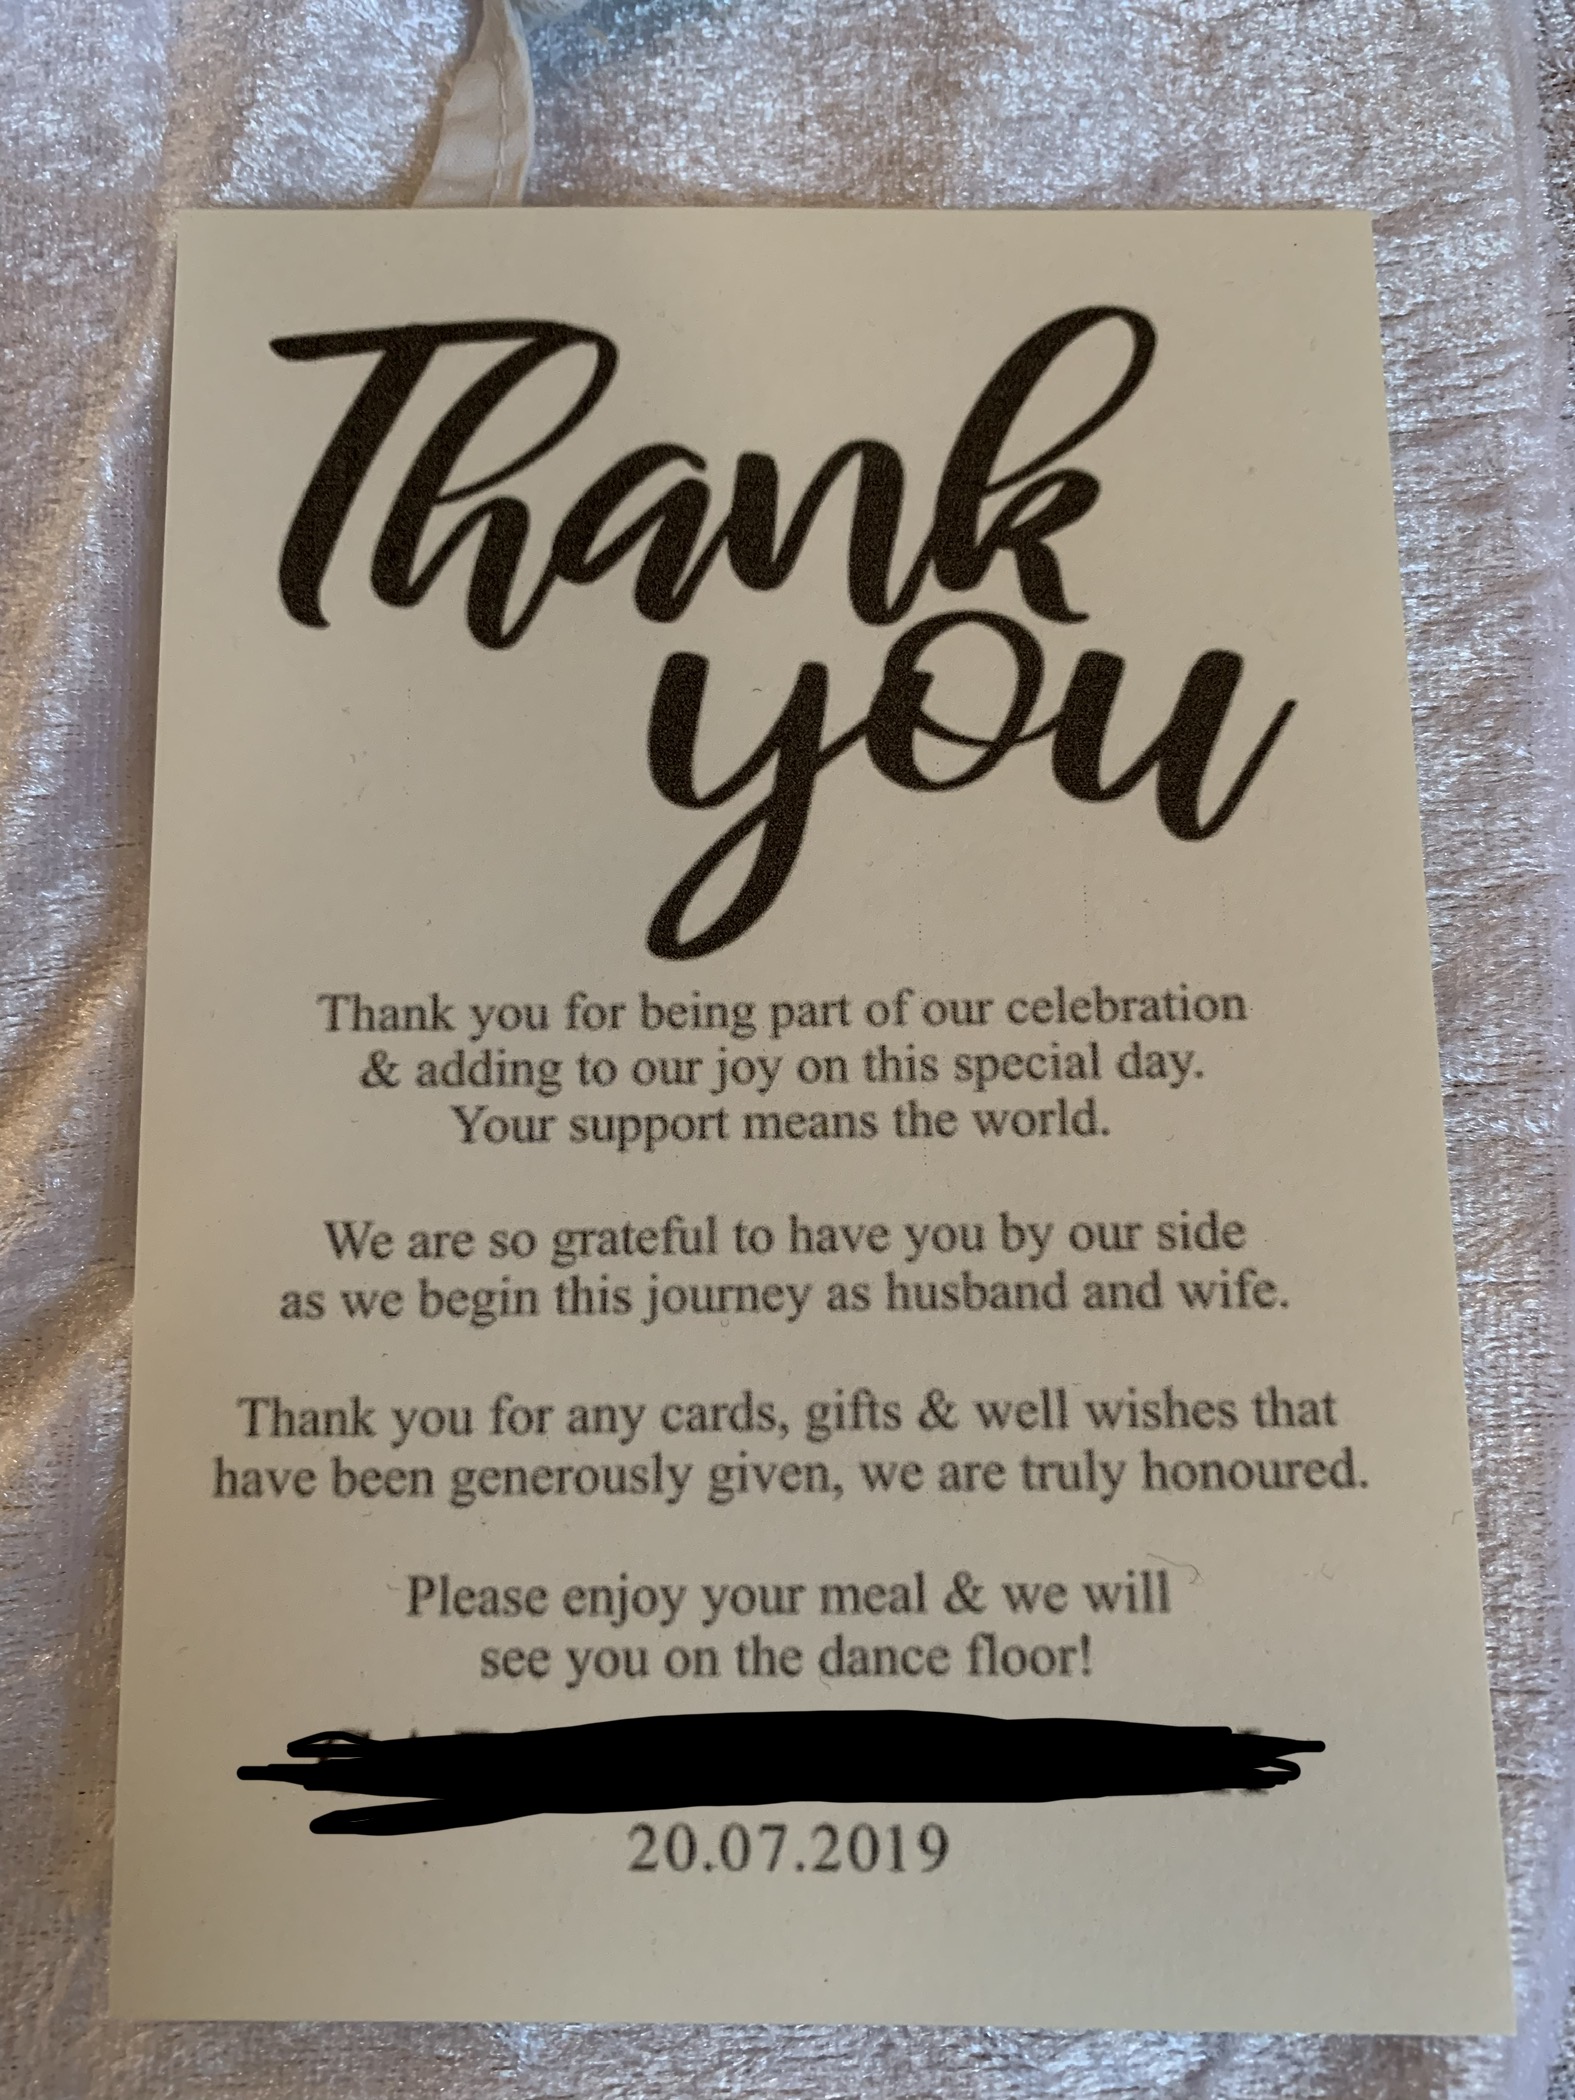 Thank
you
Thank you for being part of our celebration
& adding to our joy on this special day.
Your support means the world.
We are so grateful to have you by our side
as we begin this journey as husband and wife.
Thank you for any cards, gifts & well wishes that
have been generously given, we are truly honoured.
Please enjoy your meal & we will
see you on the dance floor!
20.07.2019